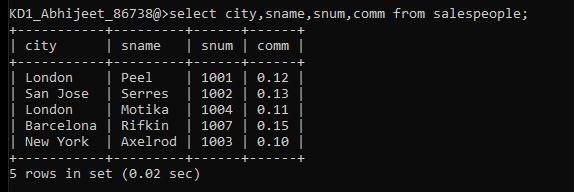 KD1_Abhijeet_86738@>select city,sname,snum,comm from salespeople;
+-----------+---------+------+------+
| city      | sname   | snum | comm |
+-----------+---------+------+------+
| London    | Peel    | 1001 | 0.12 |
| San Jose  | Serres  | 1002 | 0.13 |
| London    | Motika  | 1004 | 0.11 |
| Barcelona | Rifkin  | 1007 | 0.15 |
| New York  | Axelrod | 1003 | 0.10 |
+-----------+---------+------+------+
5 rows in set (0.02 sec)